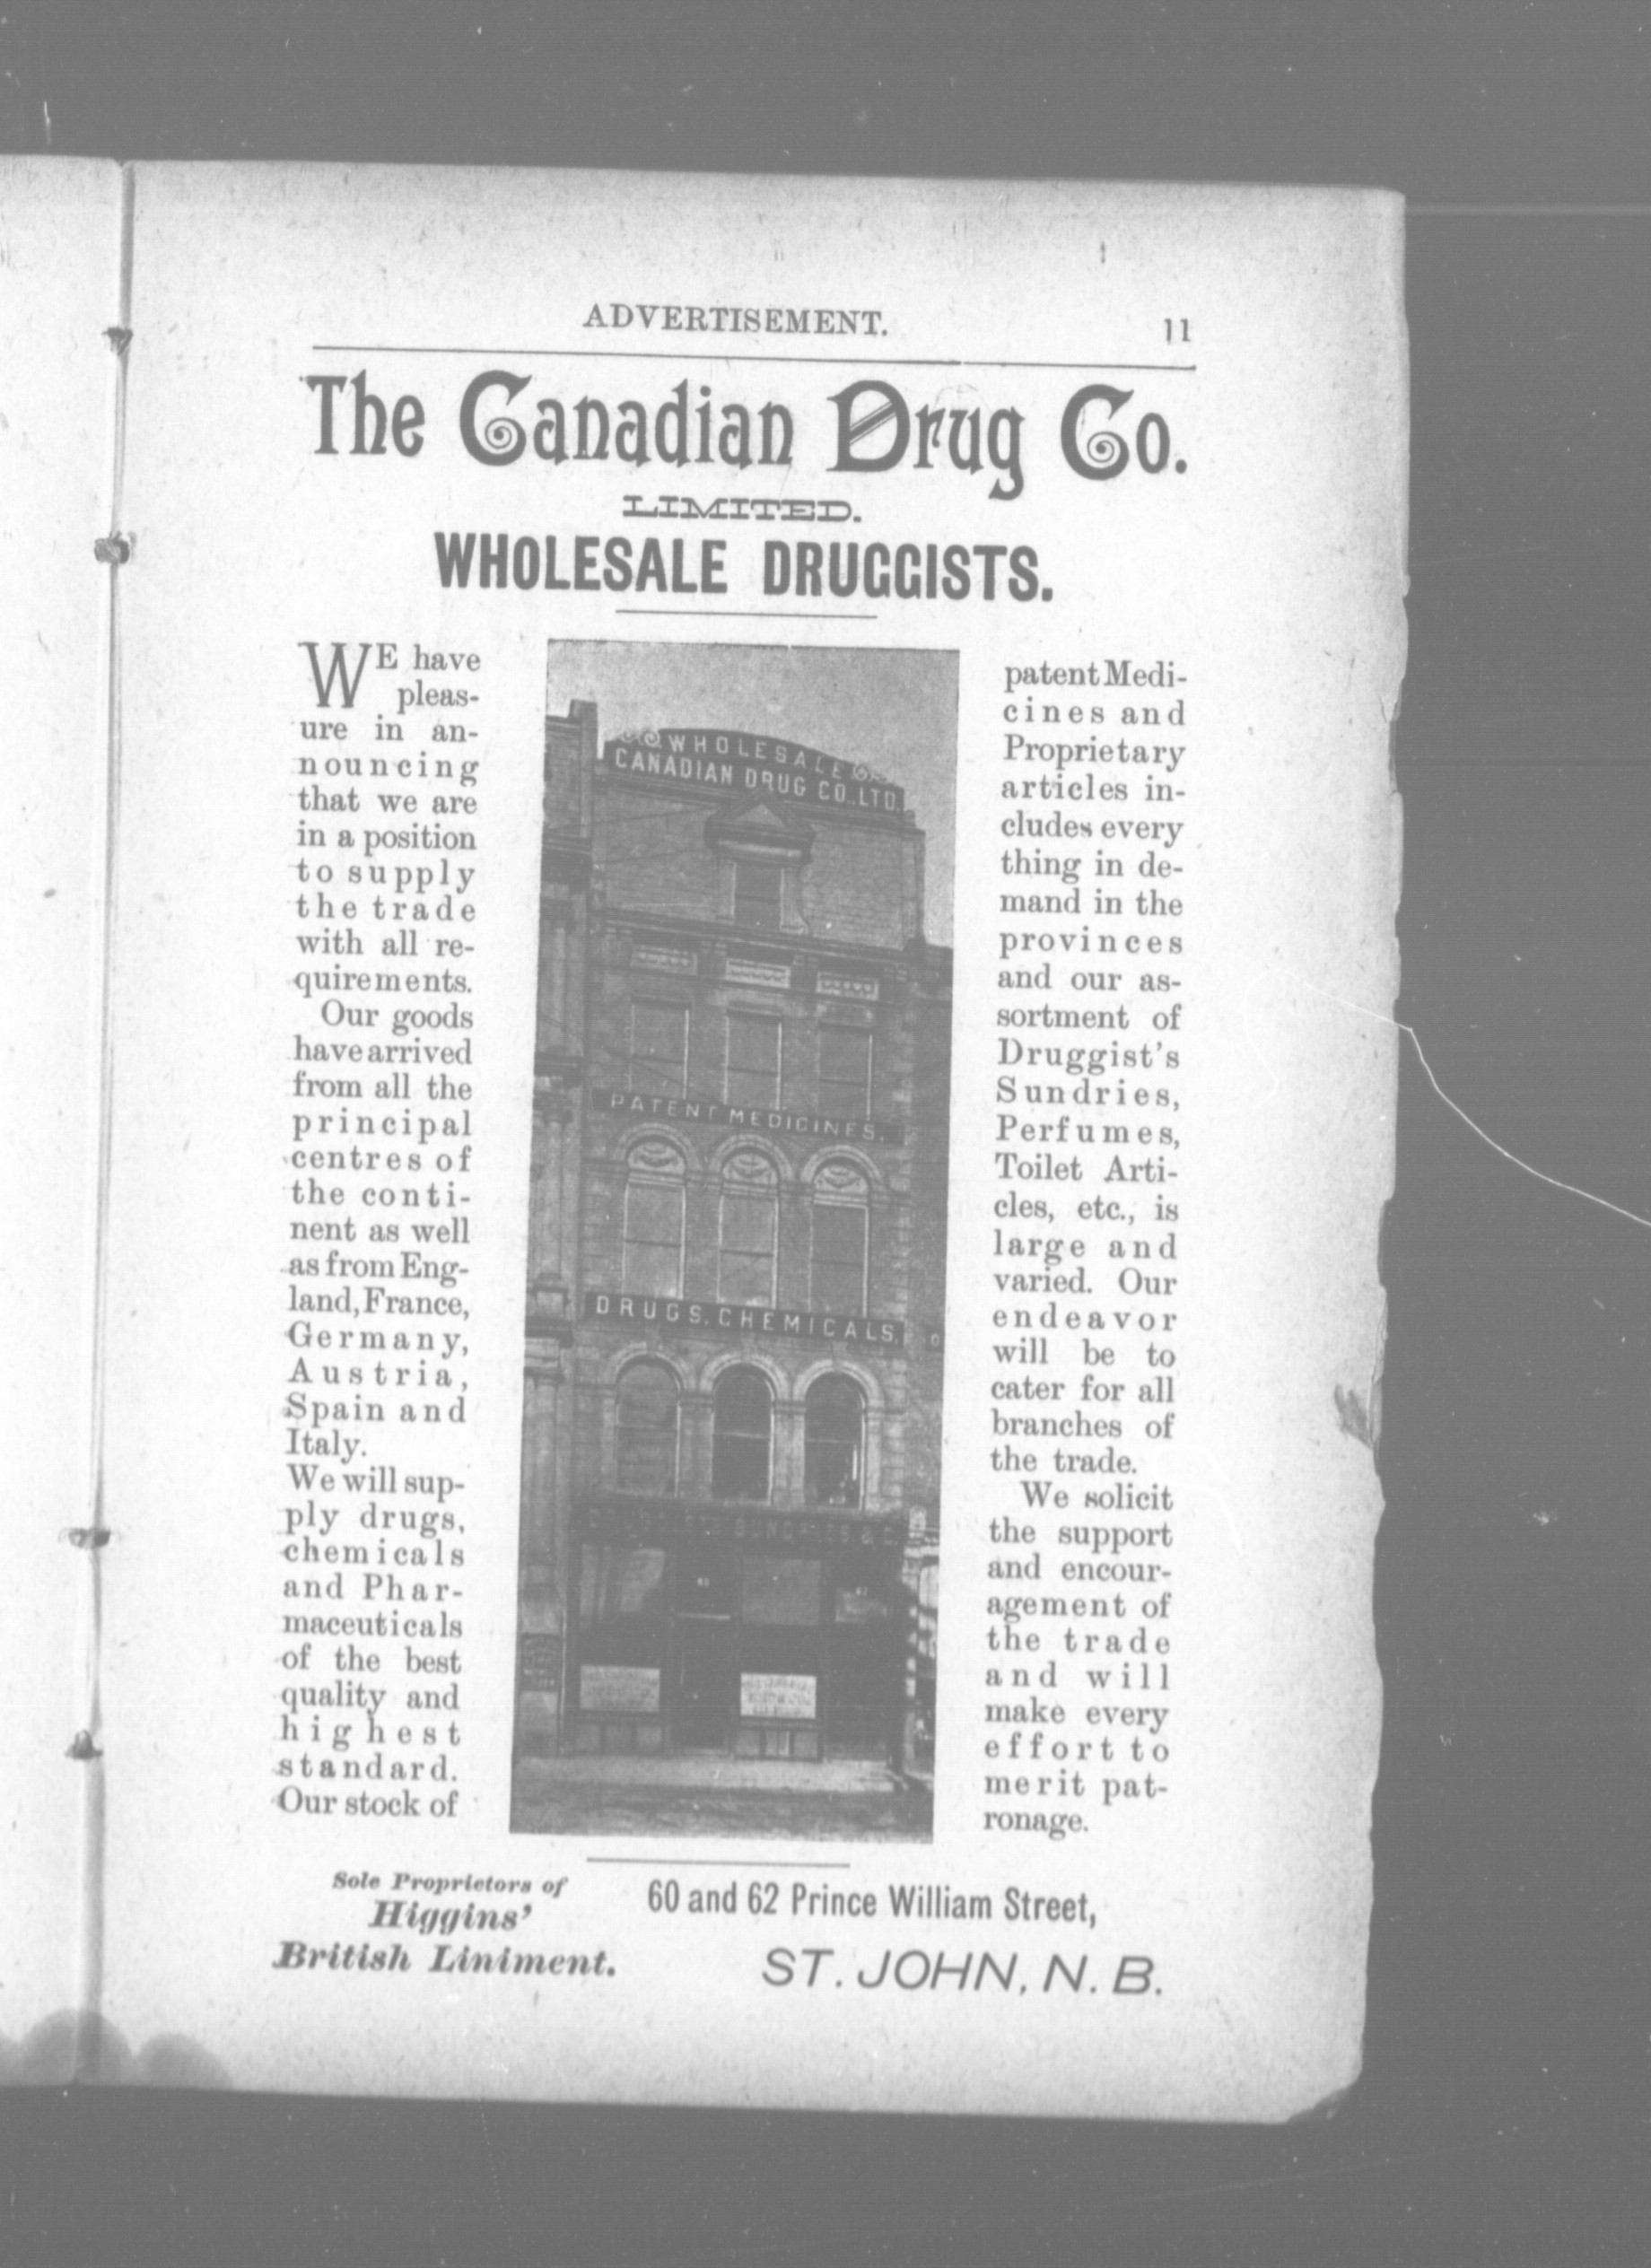 ADVERTISEMENT.
11
The Canadian Drug Co.
LIMITED.
WHOLESALE DRUGGISTS.
WE have
pleas-
ure in an-
nouncing
that we are
in a position
to supply
the trade
with all re-
quirements.
Our goods
have arrived
from all the
principal
centres of
the conti-
nent as well
as from Eng-
land, France,
Germany,
Austria,
Spain and
Italy.
We will sup-
ply drugs,
chemicals
and Phar-
maceuticals
of the best
quality and
highest
standard.
Our stock of
WHOLESALE
CANADIAN DRUG CO., LTD.
PATENT MEDICINES.
DRUGS, CHEMICALS,
patent Medi-
cines and
Proprietary
articles in-
cludes every
thing in de-
mand in the
provinces
and our as-
sortment of
Druggist's
Sundries,
Perfumes,
Toilet Arti-
cles, etc., is
large and
varied. Our
endeavor
will be to
cater for all
branches of
the trade.
We solicit
the support
and encour-
agement of
the trade
and will
make every
effort to
merit pat-
ronage.
Sole Proprietors of
Higgins'
British Liniment.
60 and 62 Prince William Street,
ST. JOHN, N. B.